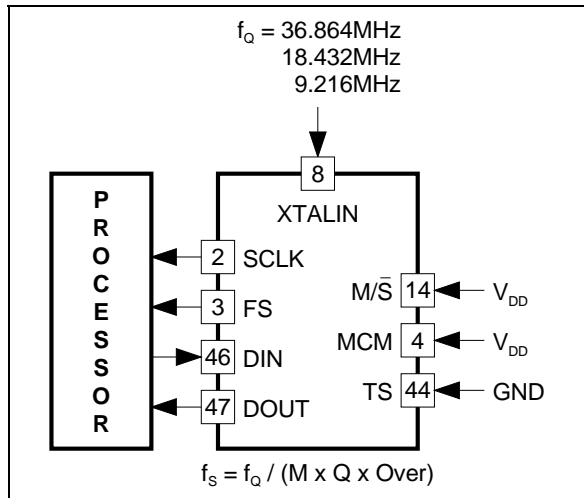 f_Q = 36.864MHz
18.432MHz
9.216MHz
8
XTALIN
PROCESSOR
2 SCLK
3 FS
46 DIN
47 DOUT
M/S̅ 14 V_DD
MCM 4 V_DD
TS 44 GND
f_S = f_Q / (M x Q x Over)